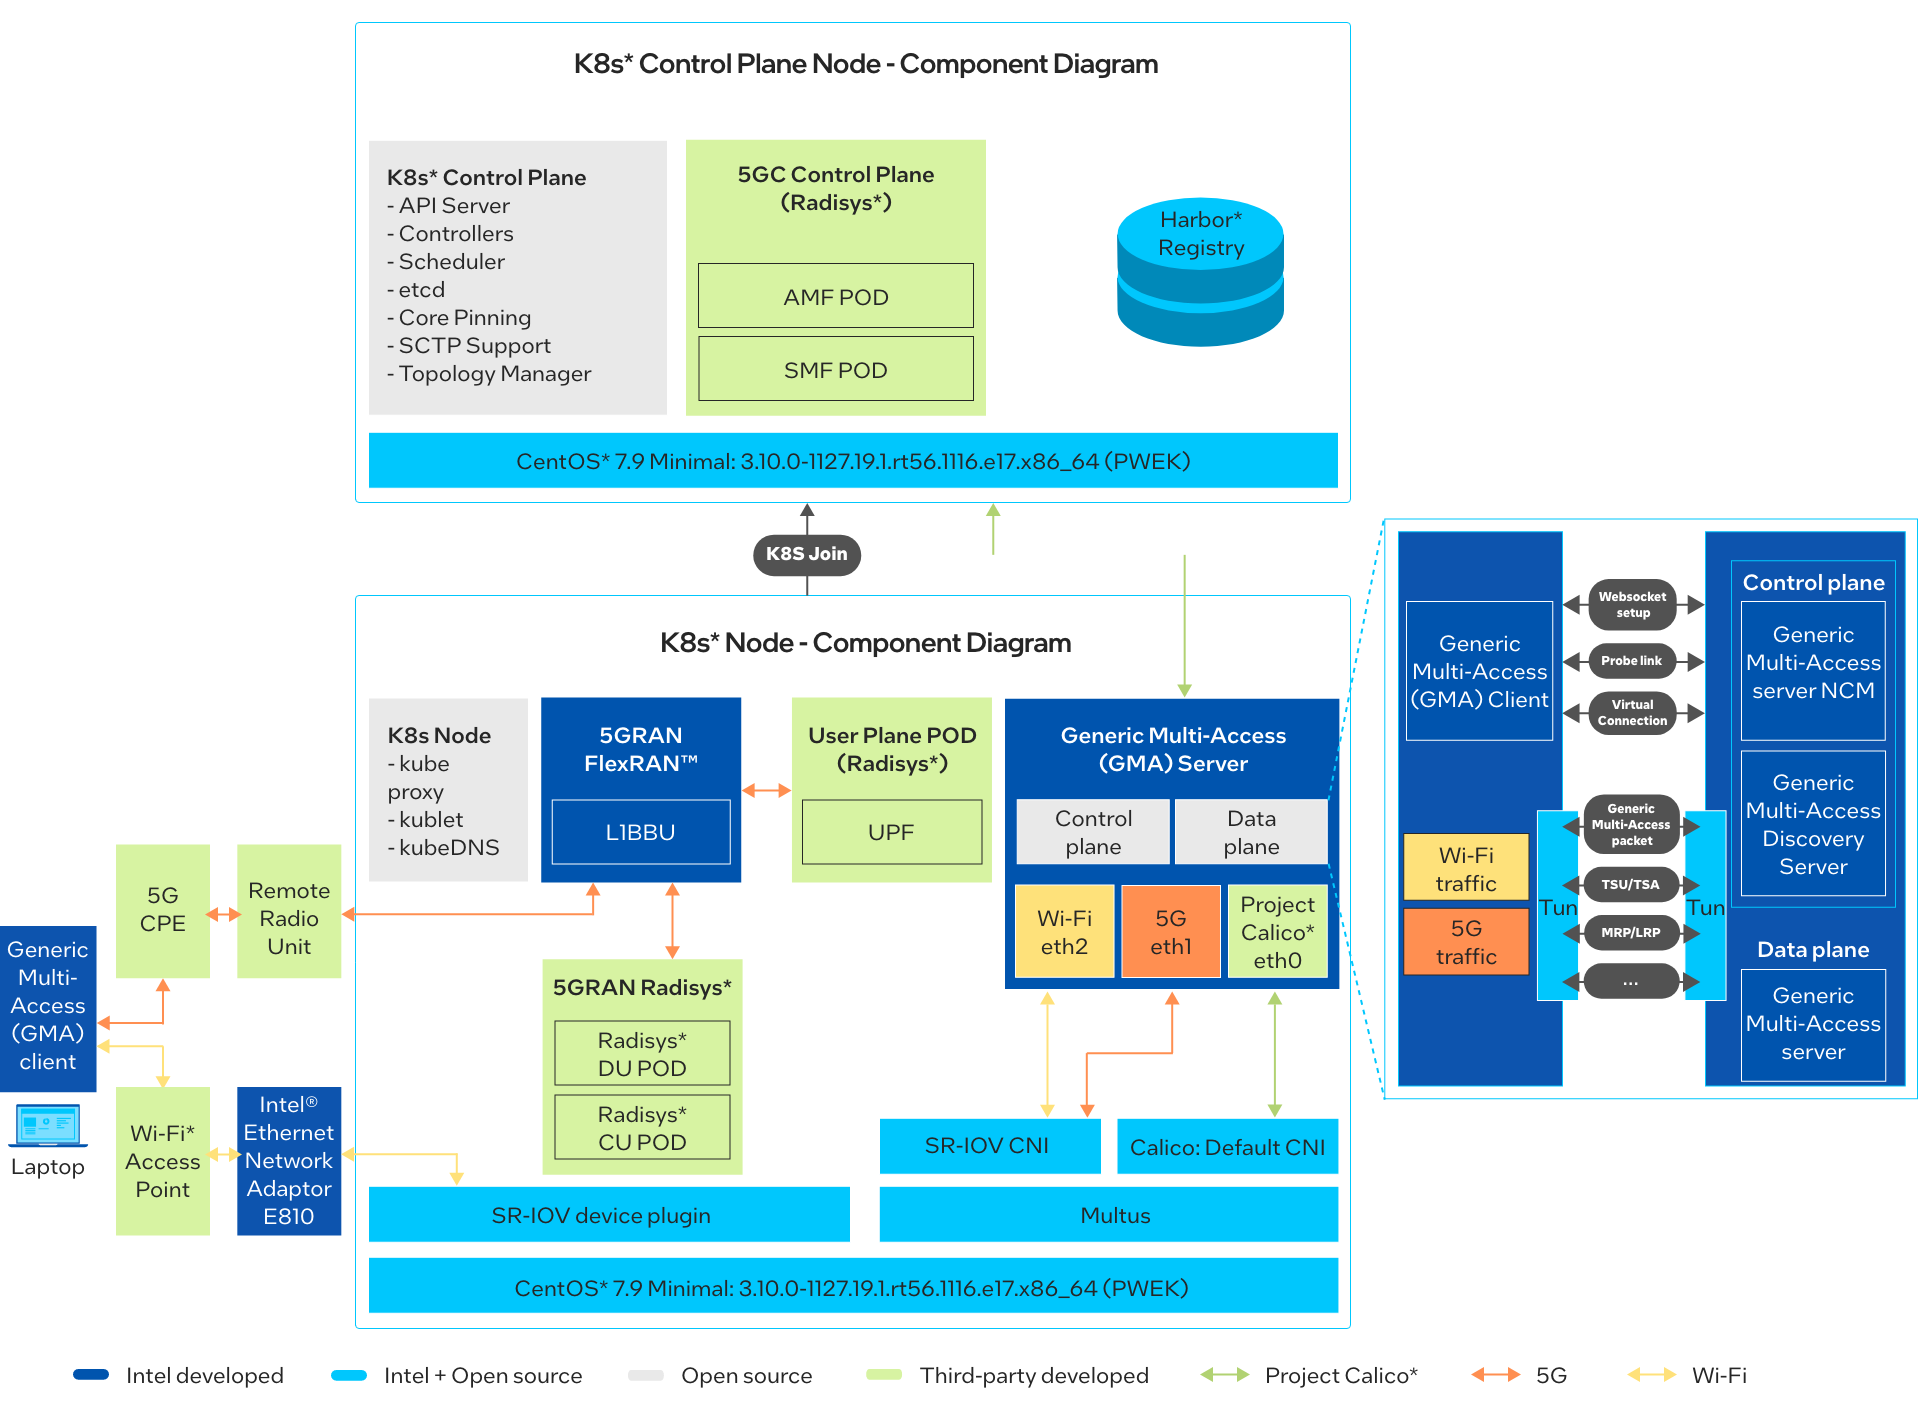 K8s* Control Plane Node - Component Diagram
K8s* Control Plane
- API Server
- Controllers
- Scheduler
- etcd
- Core Pinning
- SCTP Support
- Topology Manager
5GC Control Plane
(Radisys*)
AMF POD
SMF POD
Harbor*
Registry
CentOS* 7.9 Minimal: 3.10.0-1127.19.1.rt56.1116.e17.x86_64 (PWEK)
K8S Join
K8s* Node - Component Diagram
K8s Node
- kube
proxy
- kublet
- kubeDNS
5GRAN
FlexRAN™
L1BBU
User Plane POD
(Radisys*)
UPF
Generic Multi-Access
(GMA) Server
Control
plane
Data
plane
Wi-Fi
eth2
5G
eth1
Project
Calico*
eth0
5G
CPE
Remote
Radio
Unit
Generic
Multi-
Access
(GMA)
client
Laptop
Wi-Fi*
Access
Point
Intel®
Ethernet
Network
Adaptor
E810
5GRAN Radisys*
Radisys*
DU POD
Radisys*
CU POD
SR-IOV CNI
Calico: Default CNI
SR-IOV device plugin
Multus
CentOS* 7.9 Minimal: 3.10.0-1127.19.1.rt56.1116.e17.x86_64 (PWEK)
Generic
Multi-Access
(GMA) Client
Wi-Fi
traffic
5G
traffic
Tun
Websocket
setup
Probe link
Virtual
Connection
Generic
Multi-Access
packet
TSU/TSA
MRP/LRP
...
Tun
Control plane
Generic
Multi-Access
server NCM
Generic
Multi-Access
Discovery
Server
Data plane
Generic
Multi-Access
server
Intel developed
Intel + Open source
Open source
Third-party developed
Project Calico*
5G
Wi-Fi